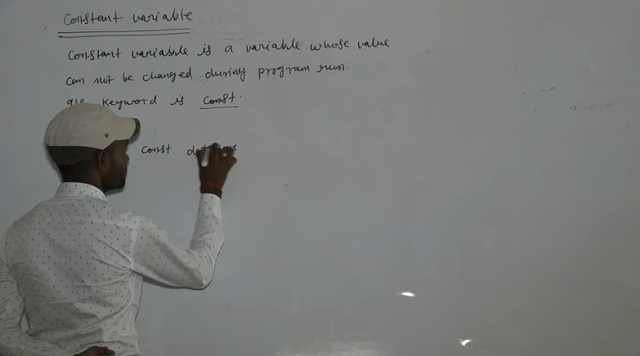 Constant variable
Constant variable is a variable whose value
can not be changed during program run.
keyword is const.
const